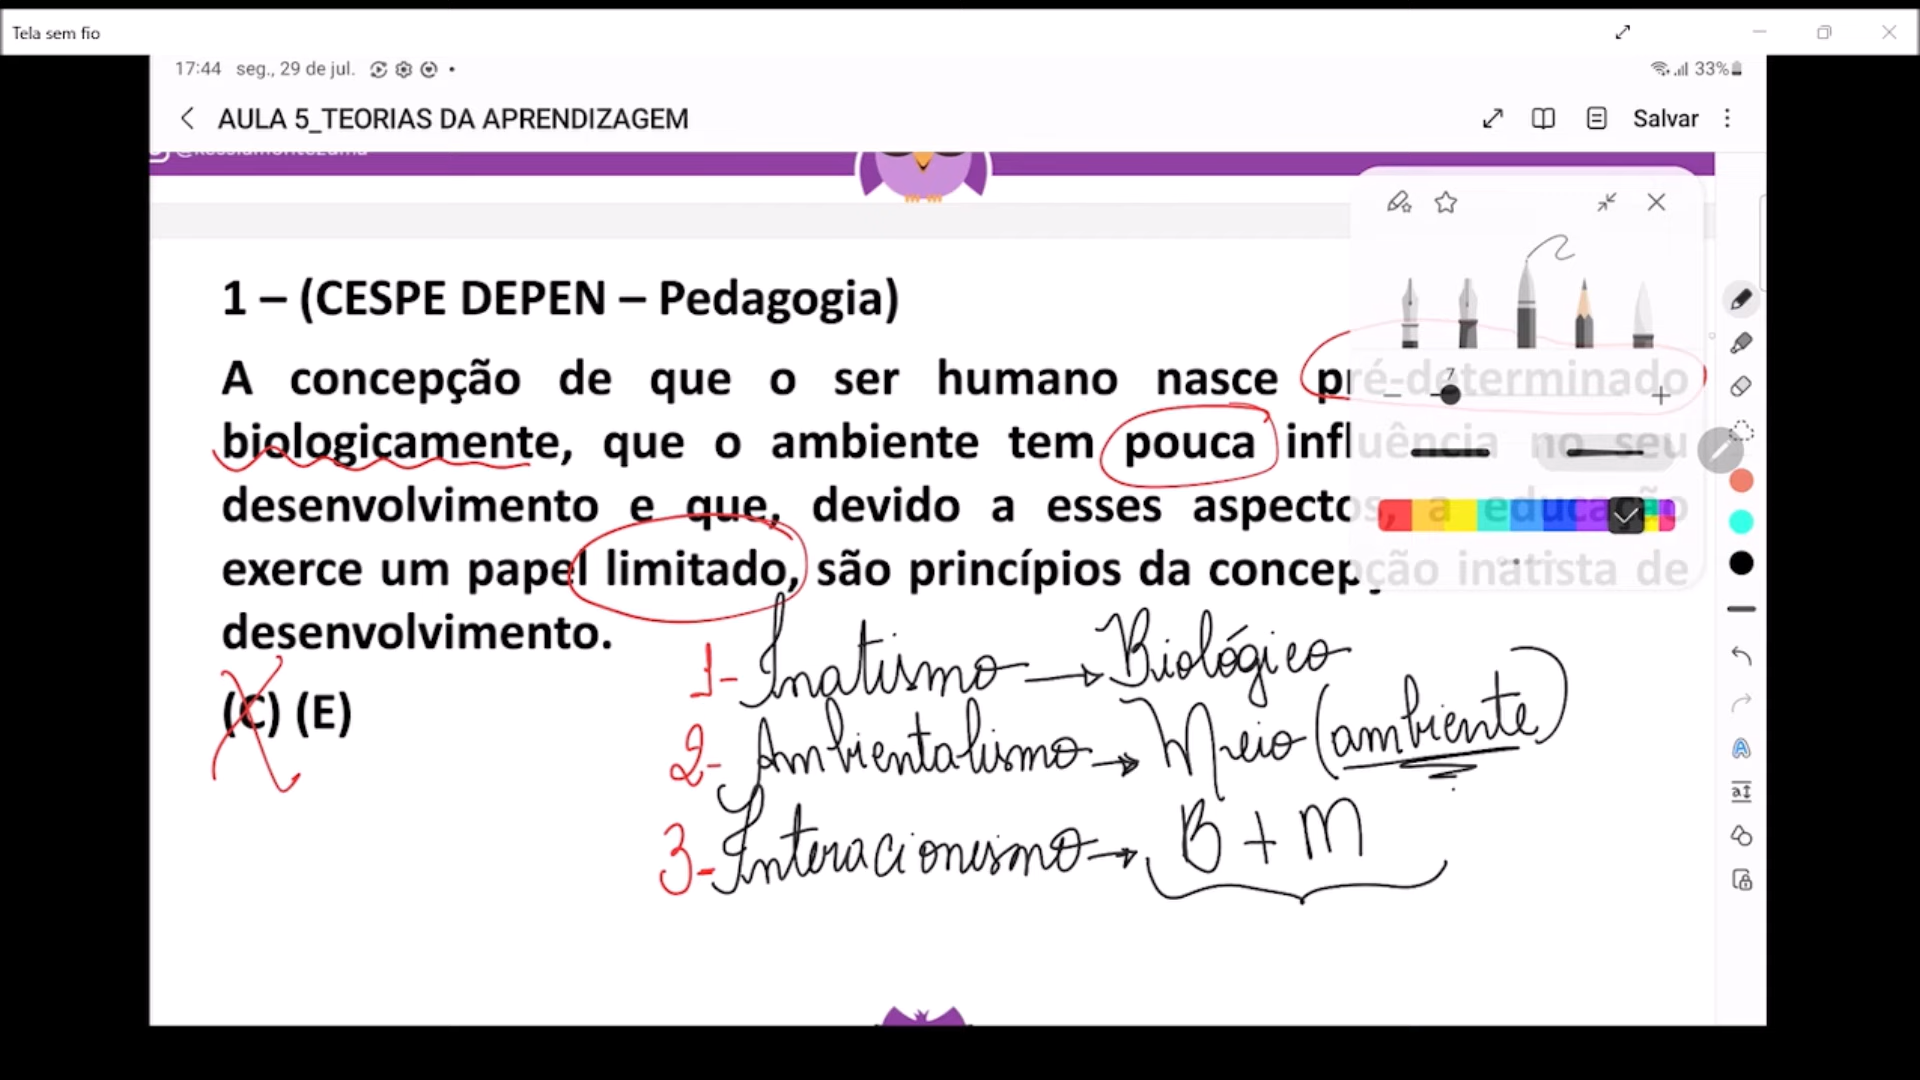 Tela sem fio
17:44 seg., 29 de jul. 33%
AULA 5_TEORIAS DA APRENDIZAGEM Salvar
1 – (CESPE DEPEN – Pedagogia)
A concepção de que o ser humano nasce pré-determinado
7
biologicamente, que o ambiente tem pouca influência no seu
desenvolvimento e que, devido a esses aspectos, a educação
exerce um papel limitado, são princípios da concepção inatista de
desenvolvimento.
1- Inatismo → Biológico
(C) (E)
2- Ambientalismo → Meio (ambiente)
3- Interacionismo → B + M